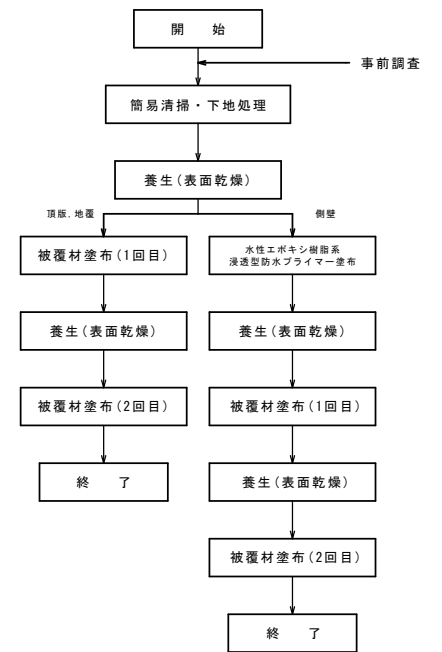 開　始
事前調査
簡易清掃・下地処理
養生(表面乾燥)
頂版,地覆
側壁
被覆材塗布(1回目)
養生(表面乾燥)
被覆材塗布(2回目)
終　了
水性エポキシ樹脂系
浸透型防水プライマー塗布
養生(表面乾燥)
被覆材塗布(1回目)
養生(表面乾燥)
被覆材塗布(2回目)
終　了